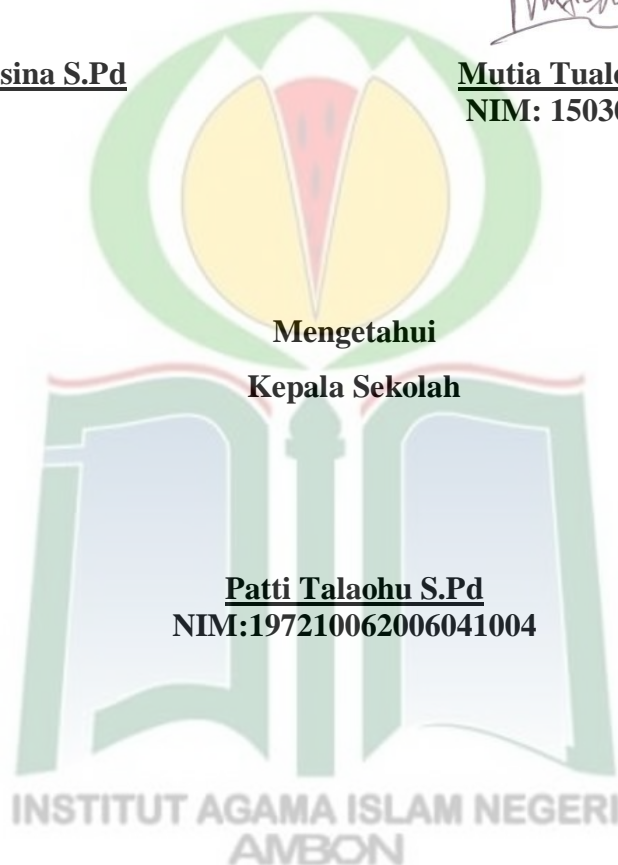 sina S.Pd
Mutia Tual
NIM: 1503
Mengetahui
Kepala Sekolah
Patti Talaohu S.Pd
NIM:197210062006041004
INSTITUT AGAMA ISLAM NEGERI
AMBON